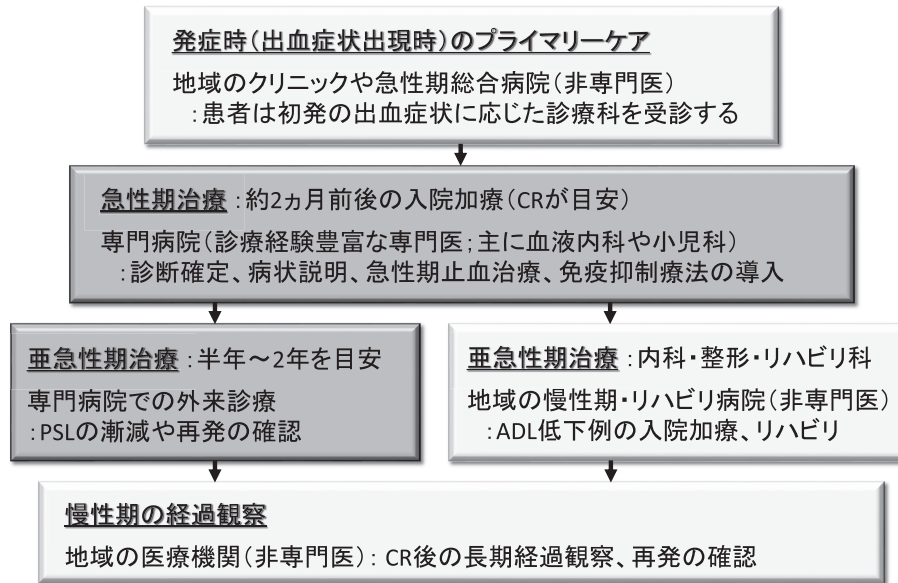 発症時(出血症状出現時)のプライマリーケア
地域のクリニックや急性期総合病院(非専門医)
:患者は初発の出血症状に応じた診療科を受診する
急性期治療:約2ヵ月前後の入院加療(CRが目安)
専門病院(診療経験豊富な専門医;主に血液内科や小児科)
:診断確定、病状説明、急性期止血治療、免疫抑制療法の導入
亜急性期治療:半年~2年を目安
専門病院での外来診療
:PSLの漸減や再発の確認
亜急性期治療:内科・整形・リハビリ科
地域の慢性期・リハビリ病院(非専門医)
:ADL低下例の入院加療、リハビリ
慢性期の経過観察
地域の医療機関(非専門医):CR後の長期経過観察、再発の確認